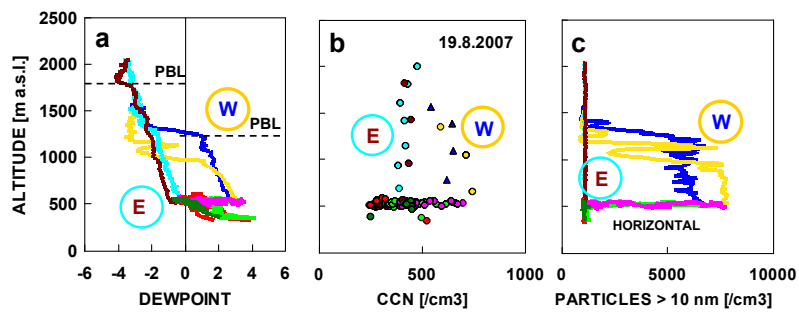 a
b
c
19.8.2007
ALTITUDE [m a.s.l.]
2500
2000
1500
1000
500
0
PBL
PBL
W
E
-6 -4 -2 0 2 4 6
DEWPOINT
E
W
0 500 1000
CCN [/cm3]
W
E
HORIZONTAL
0 5000 10000
PARTICLES > 10 nm [/cm3]